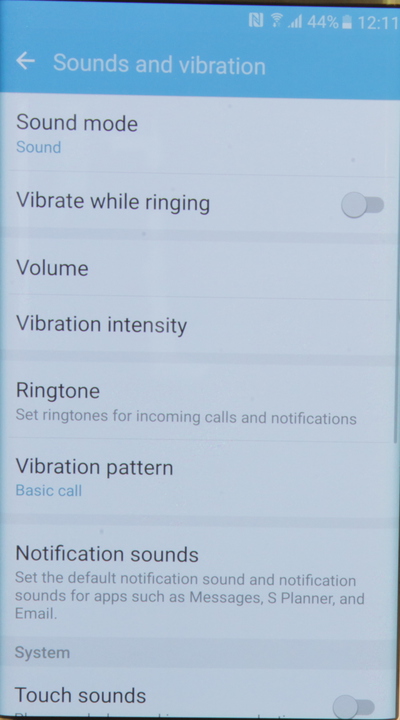 44% 12:11
Sounds and vibration
Sound mode
Sound
Vibrate while ringing
Volume
Vibration intensity
Ringtone
Set ringtones for incoming calls and notifications
Vibration pattern
Basic call
Notification sounds
Set the default notification sound and notification
sounds for apps such as Messages, S Planner, and
Email.
System
Touch sounds